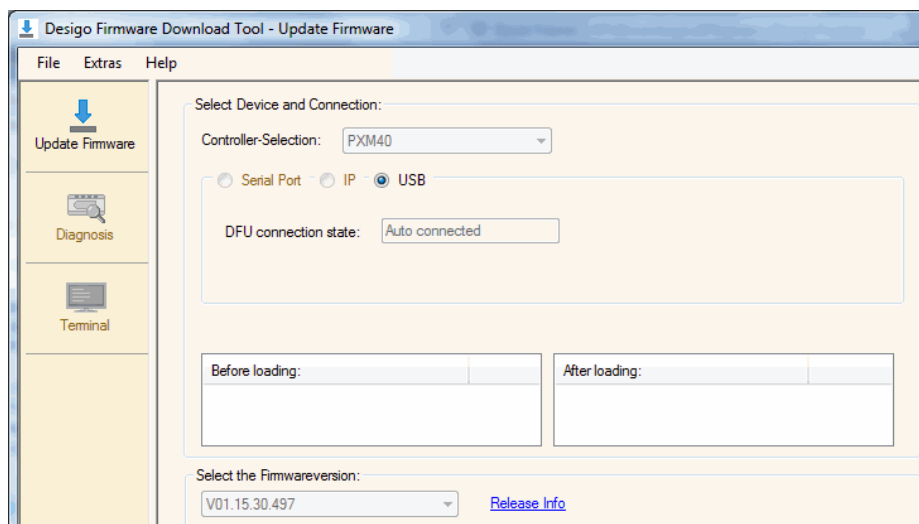 Desigo Firmware Download Tool - Update Firmware
File Extras Help
Select Device and Connection:
Update Firmware
Controller-Selection: PXM40
Serial Port IP USB
Diagnosis
DFU connection state: Auto connected
Terminal
Before loading: After loading:
Select the Firmwareversion:
V01.15.30.497 Release Info